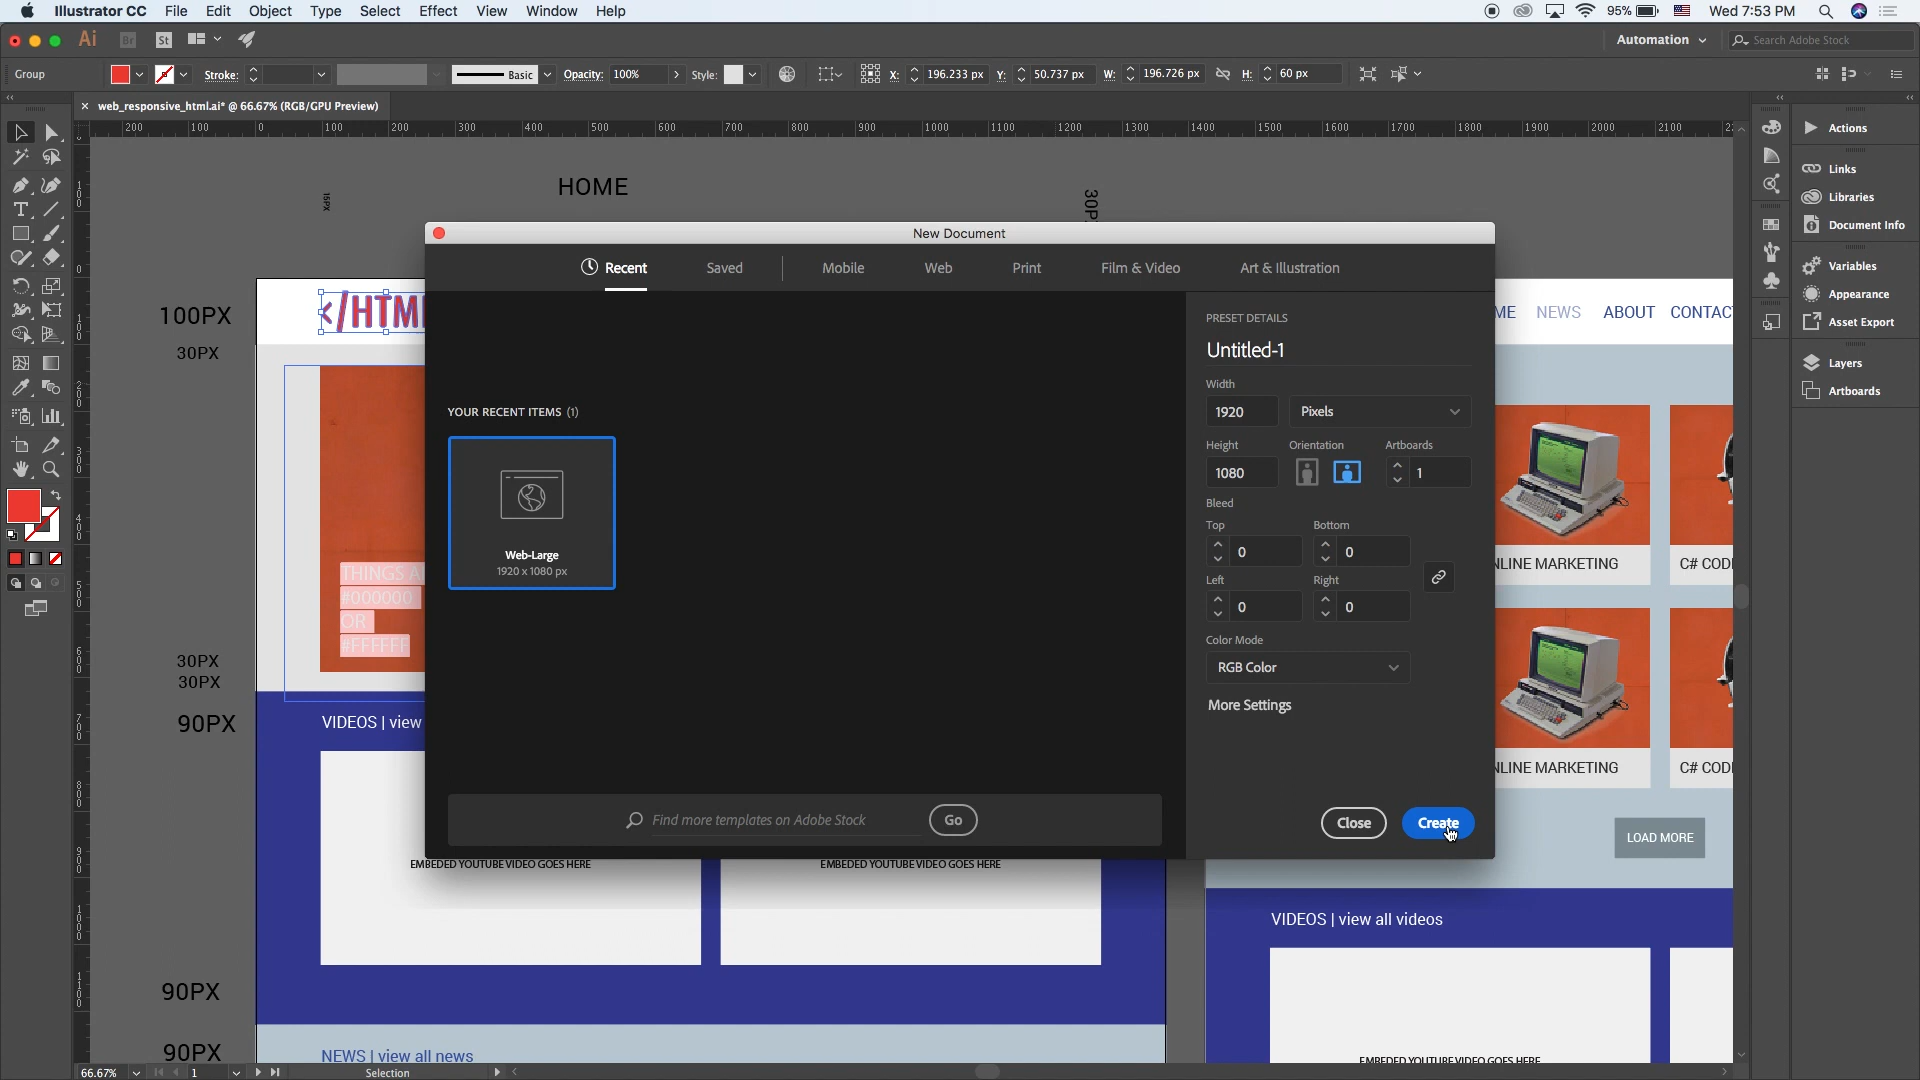 Illustrator CC File Edit Object Type Select Effect View Window Help
95% Wed 7:53 PM
Ai Br St
Automation
Search Adobe Stock
Group Stroke: Basic Opacity: 100% Style: X: 196.233 px Y: 50.737 px W: 196.726 px H: 60 px
× web_responsive_html.ai* @ 66.67% (RGB/GPU Preview)
200 100 0 100 200 300 400 500 600 700 800 900 1000 1100 1200 1300 1400 1500 1600 1700 1800 1900 2000 2100
HOME
15PX
100PX
30PX
30PX
30PX
90PX
90PX
90PX
</HTM
THINGS A
#000000
OR
#FFFFFF
VIDEOS | view
EMBEDED YOUTUBE VIDEO GOES HERE
EMBEDED YOUTUBE VIDEO GOES HERE
NEWS | view all news
New Document
Recent
Saved
Mobile
Web
Print
Film & Video
Art & Illustration
YOUR RECENT ITEMS (1)
Web-Large
1920 x 1080 px
Find more templates on Adobe Stock
Go
PRESET DETAILS
Untitled-1
Width
1920 Pixels
Height Orientation Artboards
1080 1
Bleed
Top Bottom
0 0
Left Right
0 0
Color Mode
RGB Color
More Settings
Close
Create
ME NEWS ABOUT CONTAC
NLINE MARKETING C# COD
NLINE MARKETING C# COD
LOAD MORE
VIDEOS | view all videos
EMBEDED YOUTUBE VIDEO GOES HERE
Actions
Links
Libraries
Document Info
Variables
Appearance
Asset Export
Layers
Artboards
66.67% 1 Selection